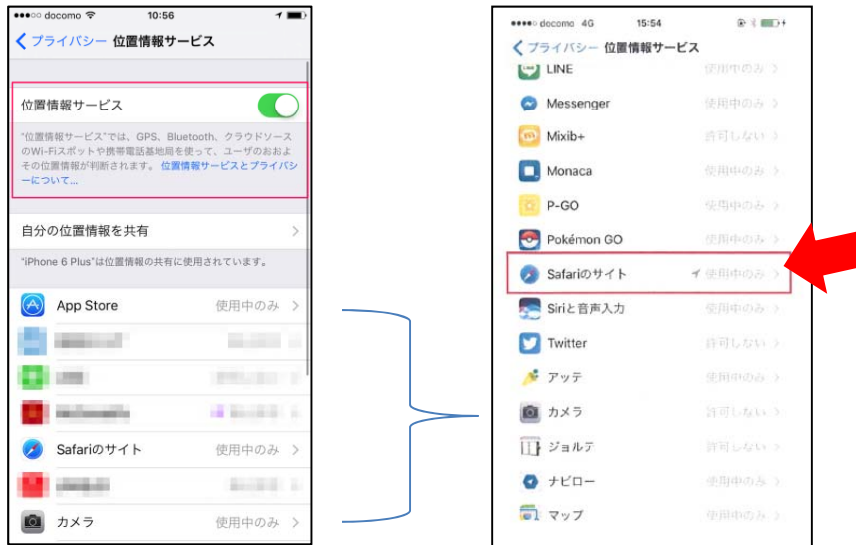 docomo 10:56
プライバシー 位置情報サービス
位置情報サービス
"位置情報サービス"では、GPS、Bluetooth、クラウドソース
のWi-Fiスポットや携帯電話基地局を使って、ユーザのおおよ
その位置情報が判断されます。位置情報サービスとプライバシ
ーについて...
自分の位置情報を共有
"iPhone 6 Plus"は位置情報の共有に使用されています。
App Store 使用中のみ
Safariのサイト 使用中のみ
カメラ 使用中のみ
docomo 4G 15:54
プライバシー 位置情報サービス
LINE 使用中のみ
Messenger 使用中のみ
Mixib+ 許可しない
Monaca 使用中のみ
P-GO 使用中のみ
Pokémon GO 使用中のみ
Safariのサイト 使用中のみ
Siriと音声入力 使用中のみ
Twitter 許可しない
アッテ 使用中のみ
カメラ 許可しない
ジョルテ 許可しない
ナビロー 使用中のみ
マップ 使用中のみ